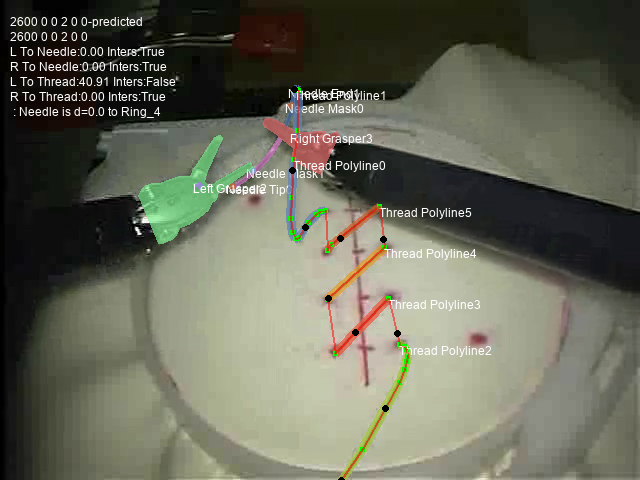 2600 0 0 2 0 0-predicted
2600 0 0 2 0 0
L To Needle:0.00 Inters:True
R To Needle:0.00 Inters:True
L To Thread:40.91 Inters:False
R To Thread:0.00 Inters:True
: Needle is d=0.0 to Ring_4
Needle End1
Thread Polyline1
Needle Mask0
Right Grasper3
Thread Polyline0
Needle Mask1
Left Grasper2
Needle Tip
Thread Polyline5
Thread Polyline4
Thread Polyline3
Thread Polyline2